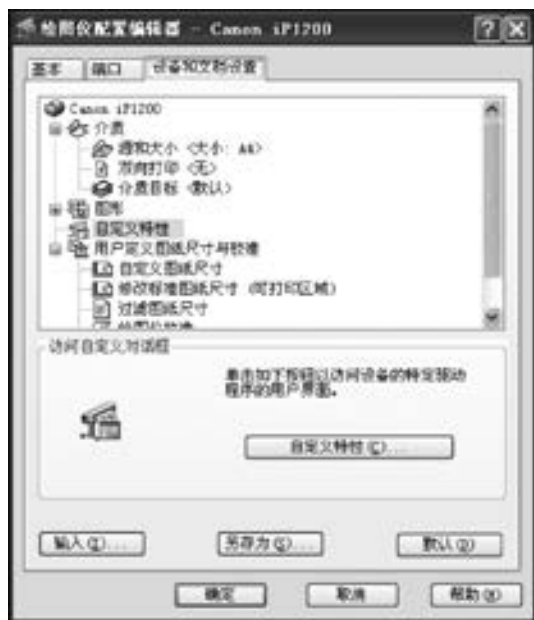 绘图仪配置编辑器 - Canon iP1200
基本 端口 设备和文档设置
Canon iP1200
介质
源和大小 <大小: A4>
双向打印 <无>
介质目标 <默认>
图形
自定义特性
用户定义图纸尺寸与校准
自定义图纸尺寸
修改标准图纸尺寸 (可打印区域)
过滤图纸尺寸
绘图仪校准
访问自定义对话框
单击如下按钮以访问设备的特定驱动
程序的用户界面。
自定义特性(C)...
输入(I)... 另存为(S)... 默认(D)
确定 取消 帮助(H)